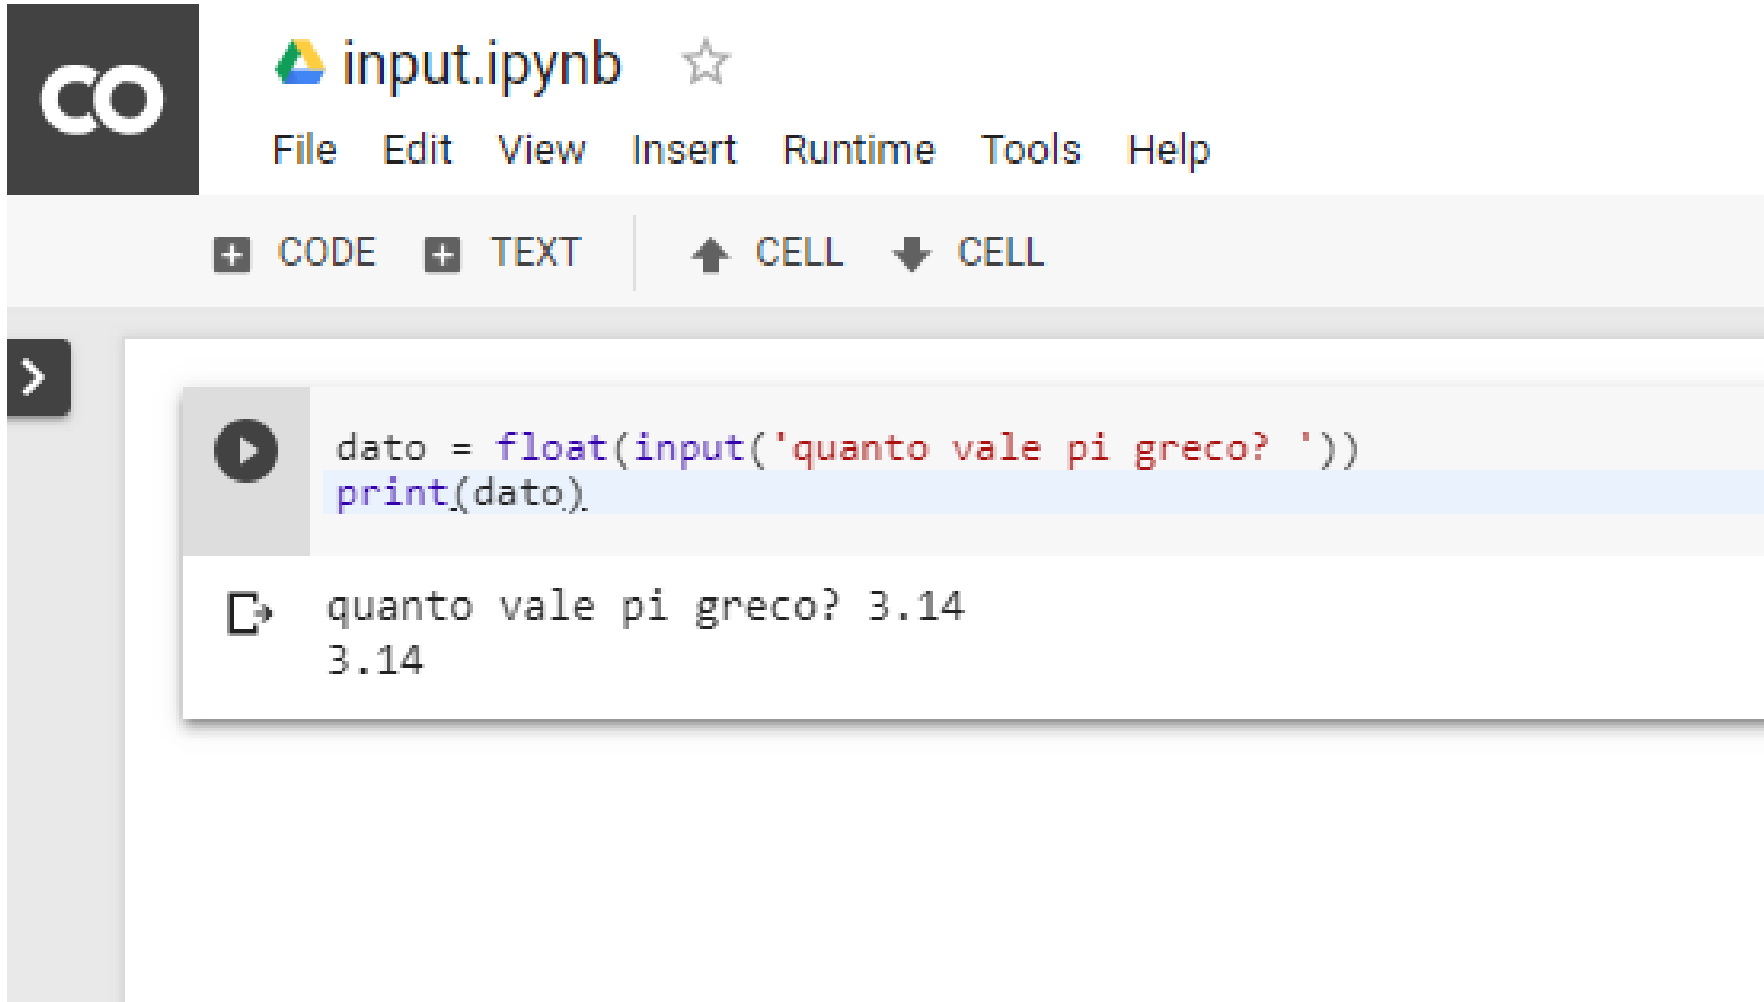 CO
input.ipynb
File Edit View Insert Runtime Tools Help
CODE TEXT CELL CELL
dato = float(input('quanto vale pi greco? '))
print(dato)
quanto vale pi greco? 3.14
3.14